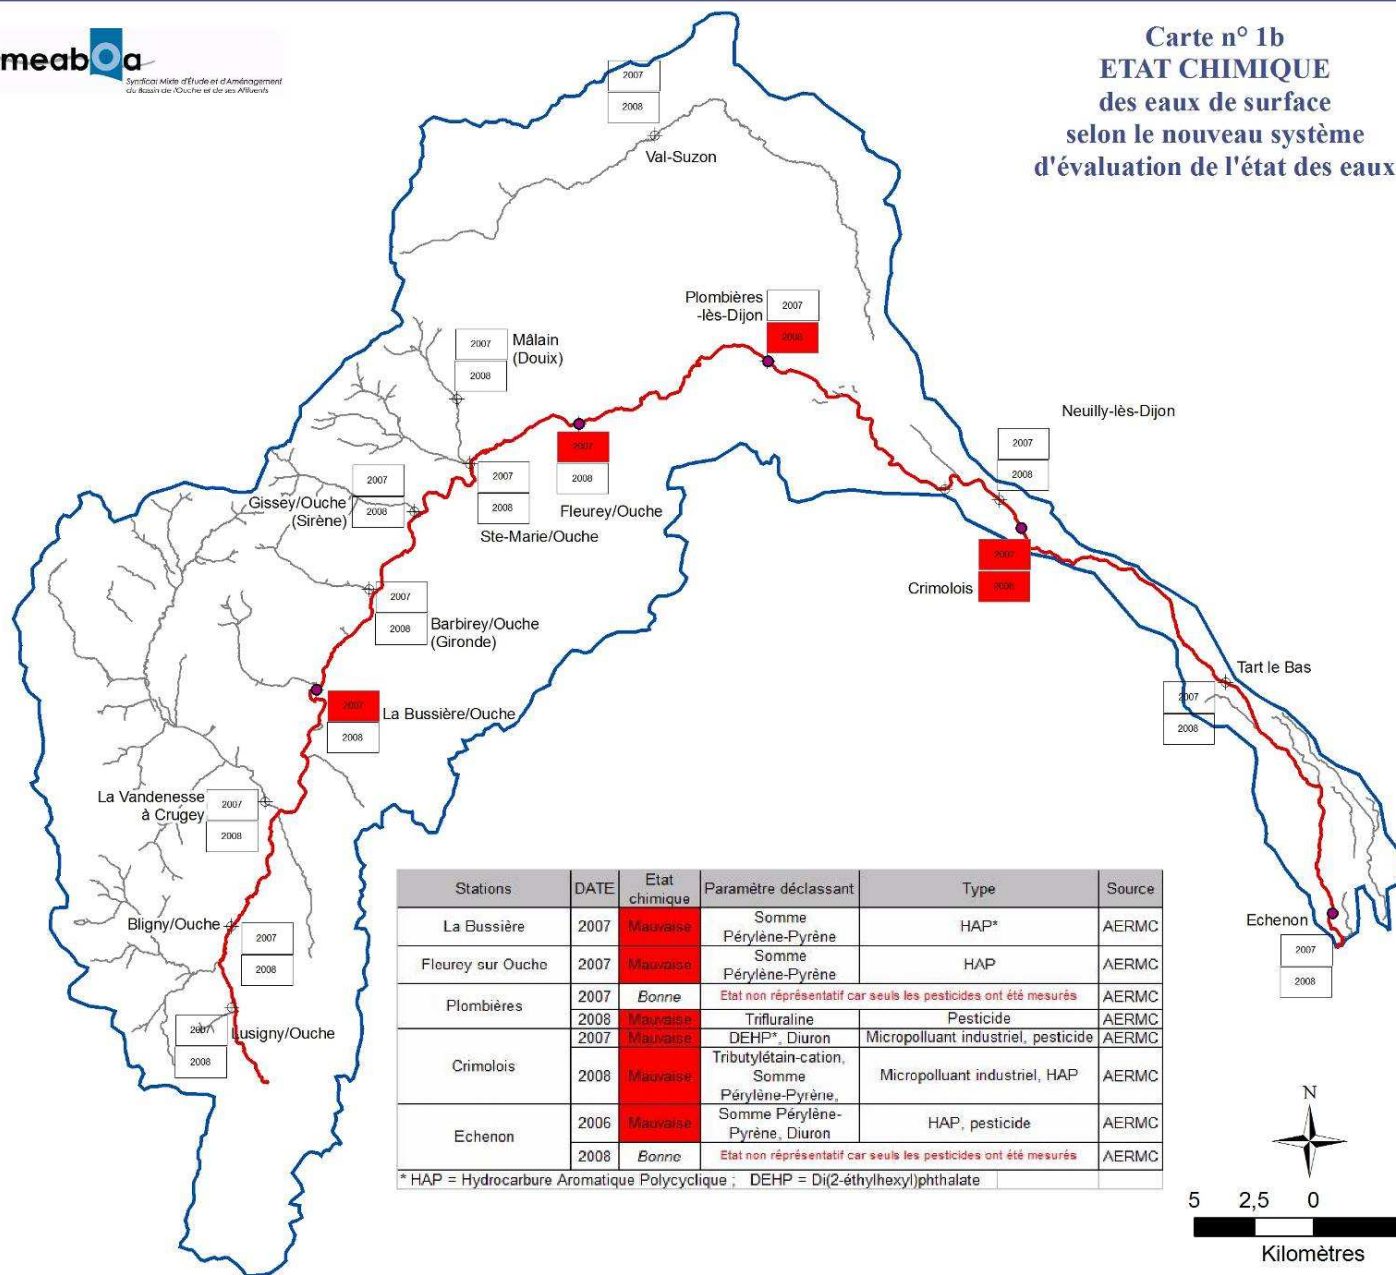 meaboa
Syndicat Mixte d'Étude et d'Aménagement
du Bassin de l'Ouche et de ses Affluents
Carte n° 1b
ETAT CHIMIQUE
des eaux de surface
selon le nouveau système
d'évaluation de l'état des eaux
2007
2008
Val-Suzon
Plombières
-lès-Dijon
2007
2008
2007
2008
Mâlain
(Douix)
Neuilly-lès-Dijon
2007
2008
2007
2008
Fleurey/Ouche
2007
2008
Gissey/Ouche
(Sirène)
2007
2008
Ste-Marie/Ouche
2007
2008
Crimolois
2007
2008
Barbirey/Ouche
(Gironde)
Tart le Bas
2007
2008
2007
2008
La Bussière/Ouche
La Vandenesse
à Crugey
2007
2008
Bligny/Ouche
2007
2008
Lusigny/Ouche
2007
2008
Echenon
2007
2008
Stations DATE Etat chimique Paramètre déclassant Type Source
La Bussière 2007 Mauvaise Somme Pérylène-Pyrène HAP* AERMC
Fleurey sur Ouche 2007 Mauvaise Somme Pérylène-Pyrène HAP AERMC
Plombières 2007 Bonne Etat non réprésentatif car seuls les pesticides ont été mesurés AERMC
2008 Mauvaise Trifluraline Pesticide AERMC
Crimolois 2007 Mauvaise DEHP*, Diuron Micropolluant industriel, pesticide AERMC
2008 Mauvaise Tributylétain-cation, Somme Pérylène-Pyrène, Micropolluant industriel, HAP AERMC
Echenon 2006 Mauvaise Somme Pérylène-Pyrène, Diuron HAP, pesticide AERMC
2008 Bonne Etat non réprésentatif car seuls les pesticides ont été mesurés AERMC
* HAP = Hydrocarbure Aromatique Polycyclique ; DEHP = Di(2-éthylhexyl)phthalate
N
5 2,5 0
Kilomètres